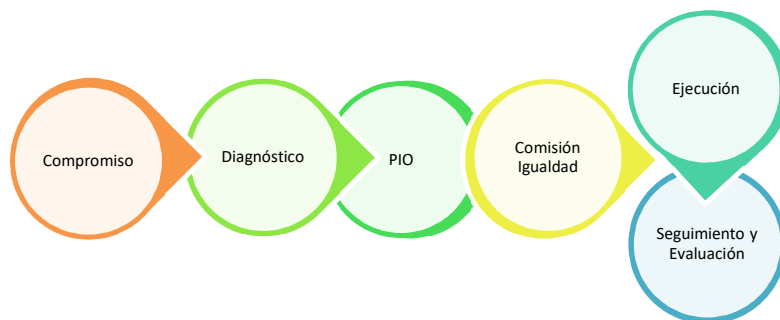 Compromiso
Diagnóstico
PIO
Comisión
Igualdad
Ejecución
Seguimiento y
Evaluación